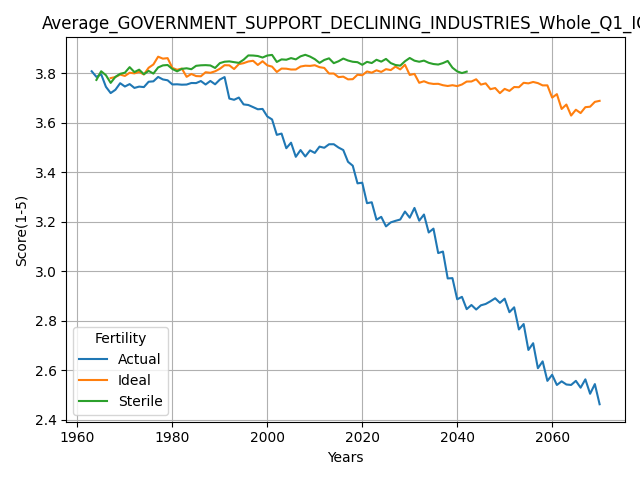 Average_GOVERNMENT_SUPPORT_DECLINING_INDUSTRIES_Whole_Q1_I
Score(1-5)
3.8
3.6
3.4
3.2
3.0
2.8
2.6
2.4
Fertility
Actual
Ideal
Sterile
1960 1980 2000 2020 2040 2060
Years